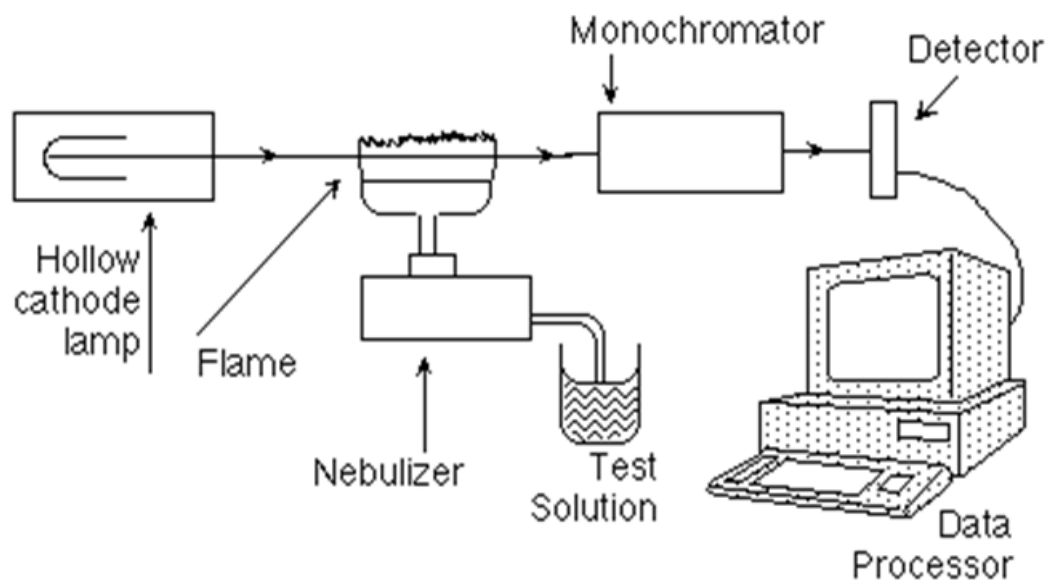 Monochromator
Detector
Hollow
cathode
lamp
Flame
Nebulizer
Test
Solution
Data
Processor